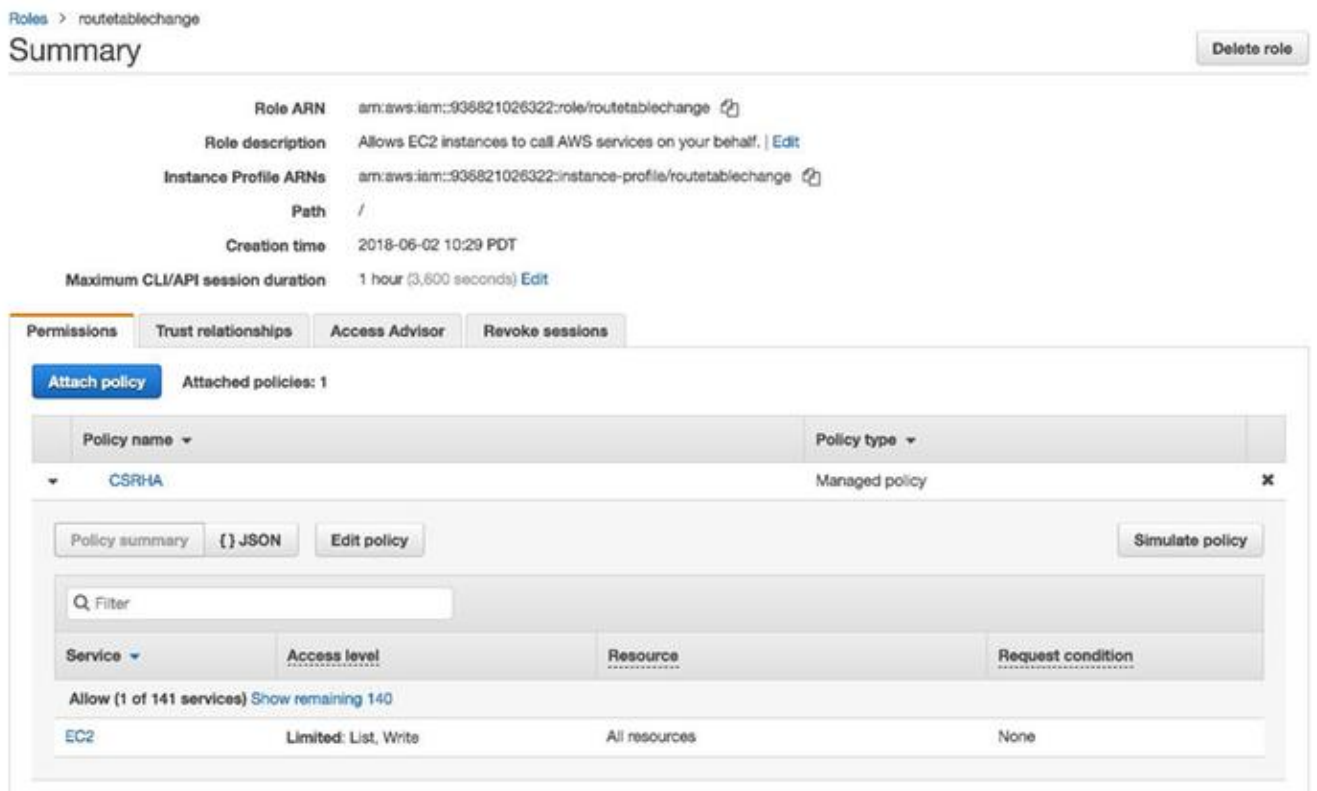 Roles > routetablechange
Summary
Delete role
Role ARN arn:aws:iam::936821026322:role/routetablechange
Role description Allows EC2 instances to call AWS services on your behalf. | Edit
Instance Profile ARNs arn:aws:iam::936821026322:instance-profile/routetablechange
Path /
Creation time 2018-06-02 10:29 PDT
Maximum CLI/API session duration 1 hour (3,600 seconds) Edit
Permissions Trust relationships Access Advisor Revoke sessions
Attach policy Attached policies: 1
Policy name Policy type
CSRHA Managed policy
Policy summary {} JSON Edit policy Simulate policy
Filter
Service Access level Resource Request condition
Allow (1 of 141 services) Show remaining 140
EC2 Limited: List, Write All resources None